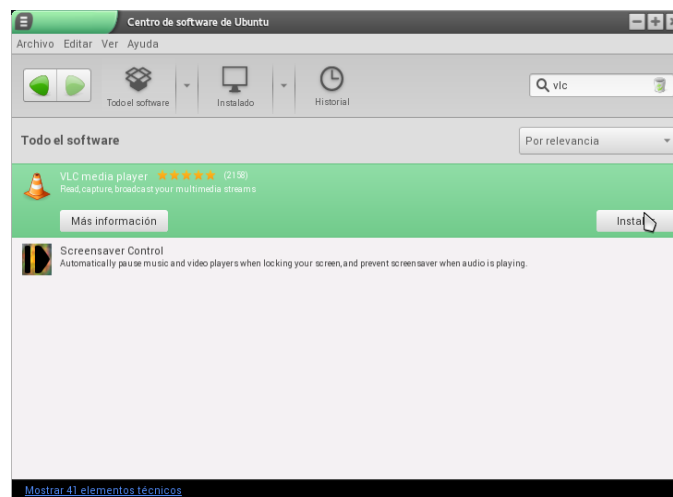 Centro de software de Ubuntu
Archivo Editar Ver Ayuda
Todo el software
Instalado
Historial
vlc
Todo el software
Por relevancia
VLC media player (2158)
Read, capture, broadcast your multimedia streams
Más información
Screensaver Control
Automatically pause music and video players when locking your screen, and prevent screensaver when audio is playing.
Mostrar 41 elementos técnicos